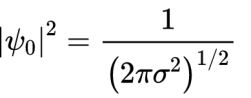 |ψ₀|² = 1 / (2πσ²)^{1/2}